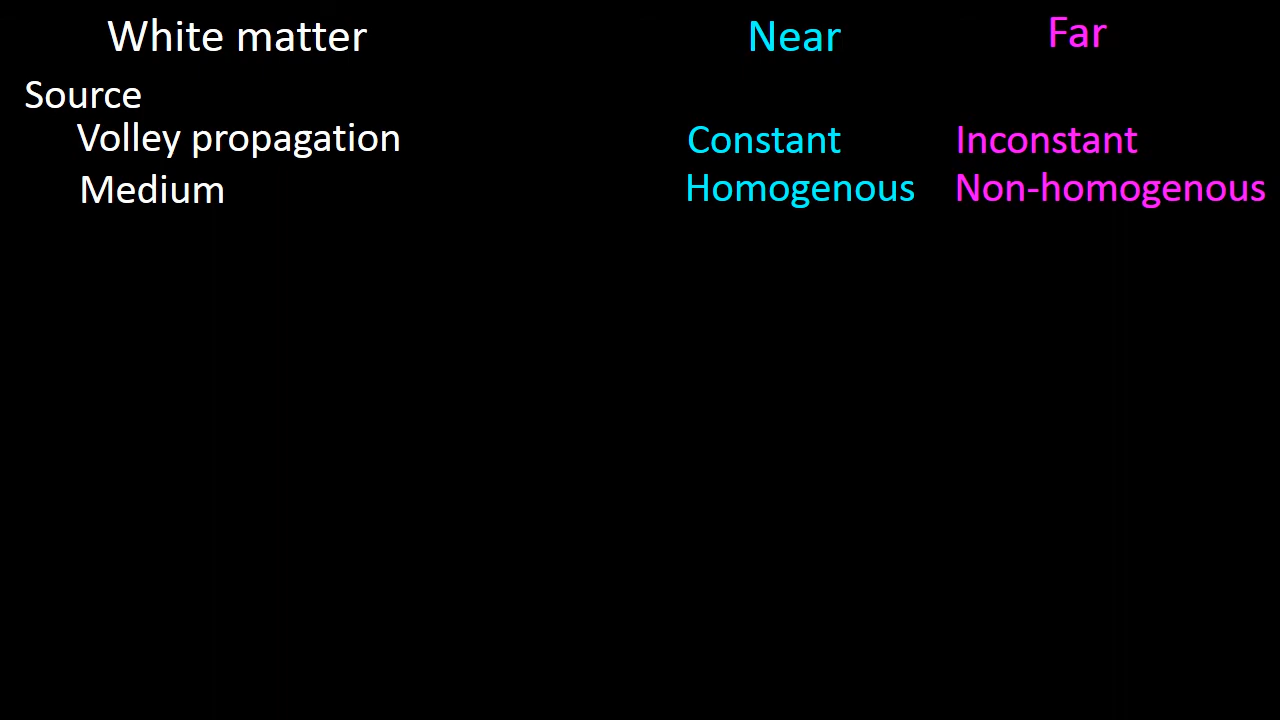 White matter Near Far
Source
Volley propagation Constant Inconstant
Medium Homogenous Non-homogenous